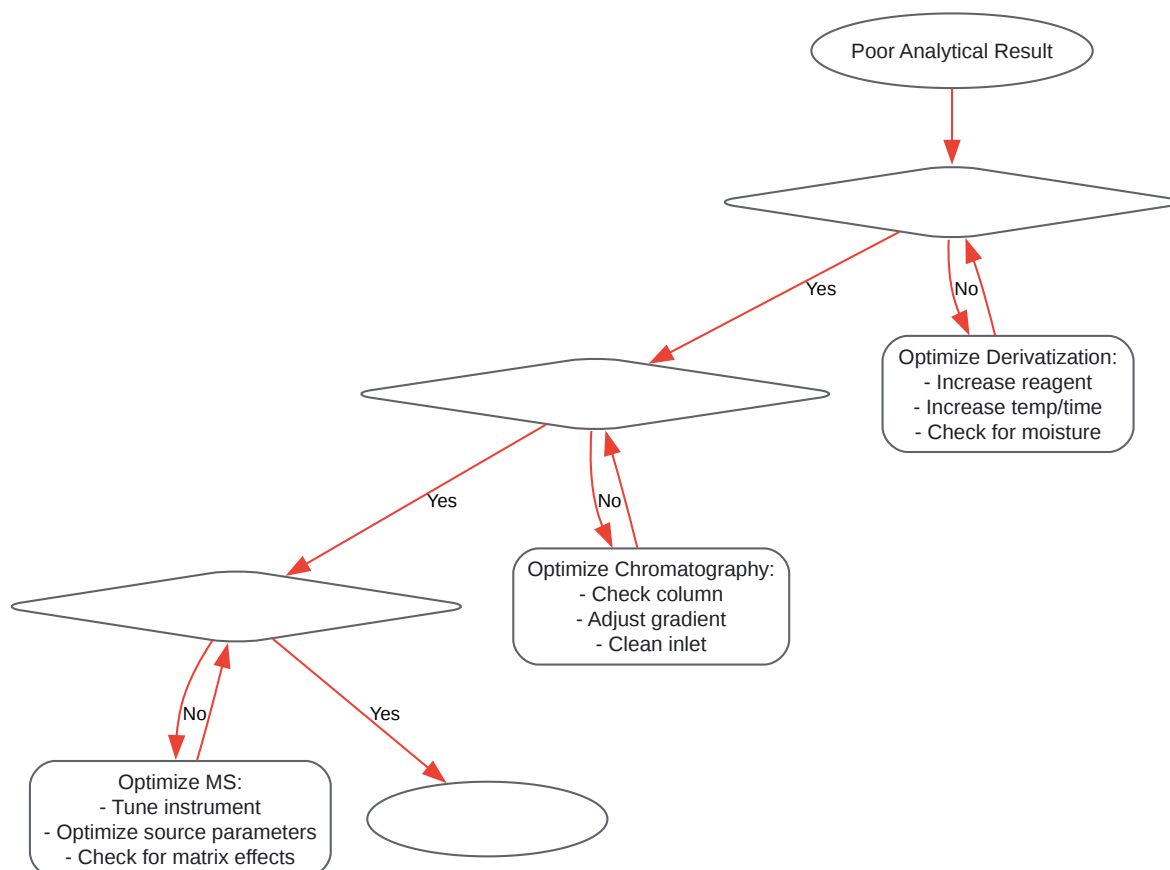 Poor Analytical Result
Yes
No
Optimize Derivatization:
- Increase reagent
- Increase temp/time
- Check for moisture
Yes
No
Optimize Chromatography:
- Check column
- Adjust gradient
- Clean inlet
No
Yes
Optimize MS:
- Tune instrument
- Optimize source parameters
- Check for matrix effects